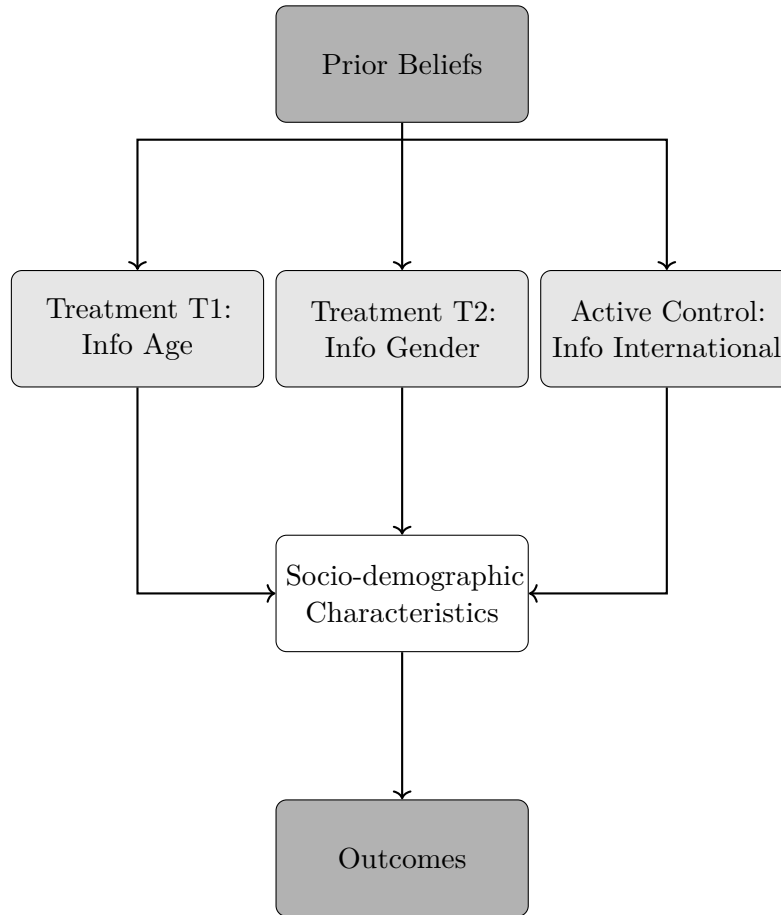 Prior Beliefs
Treatment T1:
Info Age
Treatment T2:
Info Gender
Active Control:
Info International
Socio-demographic
Characteristics
Outcomes